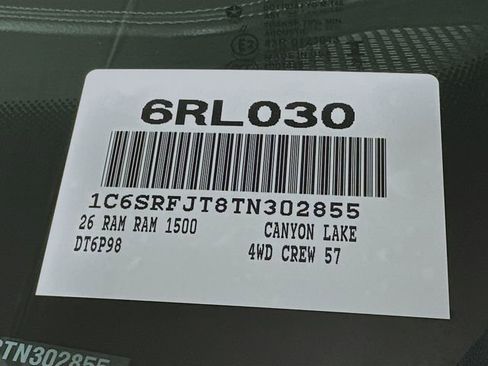 6RL030
1C6SRFJT8TN302855
26 RAM RAM 1500 CANYON LAKE
DT6P98 4WD CREW 57
TN302855